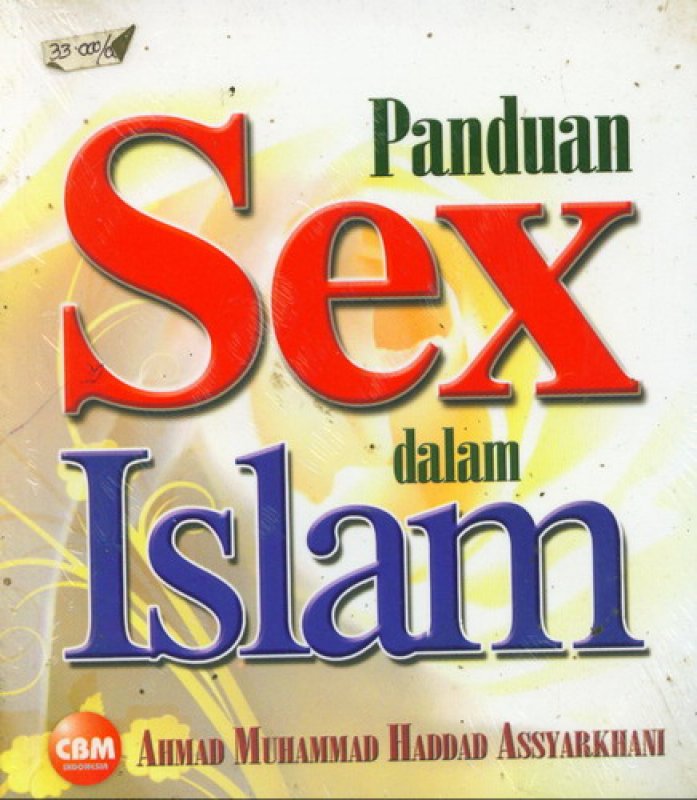 33.000/
Panduan
Sex
dalam
Islam
CBM
INDONESIA
AHMAD MUHAMMAD HADDAD ASSYARKHANI